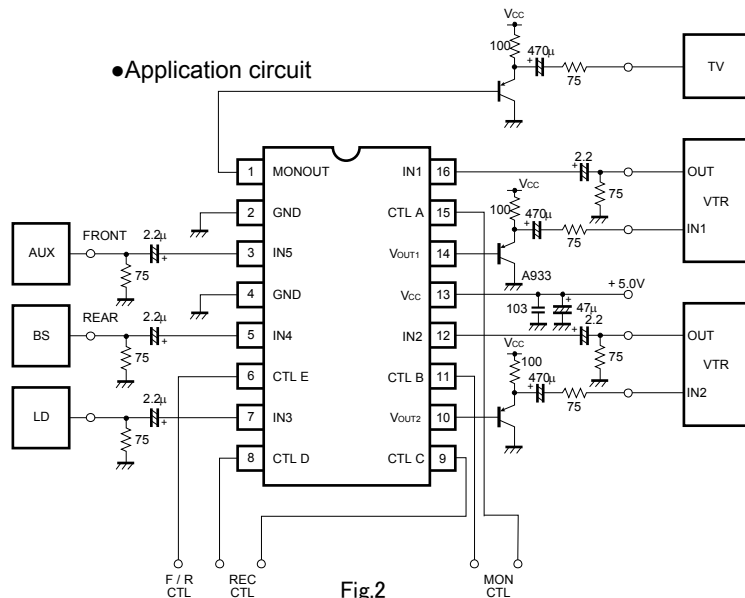 ●Application circuit
VCC
100
470μ
+
75
TV
1
MONOUT
2
GND
3
IN5
4
GND
5
IN4
6
CTL E
7
IN3
8
CTL D
IN1
16
CTL A
15
VOUT1
14
VCC
13
IN2
12
CTL B
11
VOUT2
10
CTL C
9
AUX
FRONT
2.2μ
+
75
BS
REAR
2.2μ
+
75
LD
2.2μ
+
75
2.2
+
75
OUT
VTR
IN1
VCC
100
470μ
+
75
A933
+ 5.0V
103
+
47μ
2.2
+
75
OUT
VTR
IN2
VCC
100
470μ
+
75
F / R
CTL
REC
CTL
MON
CTL
Fig.2